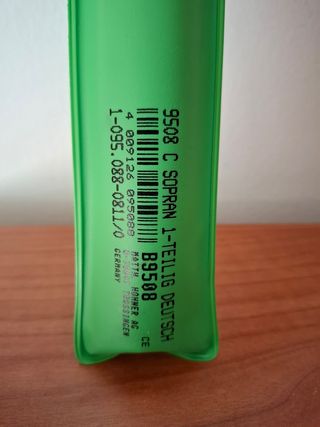 9508 C SOPRAN 1-TEILIG DEUTSCH
B9508
4 009126 095088
1-095.088-0811/0
CE
MATTH. HOHNER AG
TROSSINGEN
GERMANY